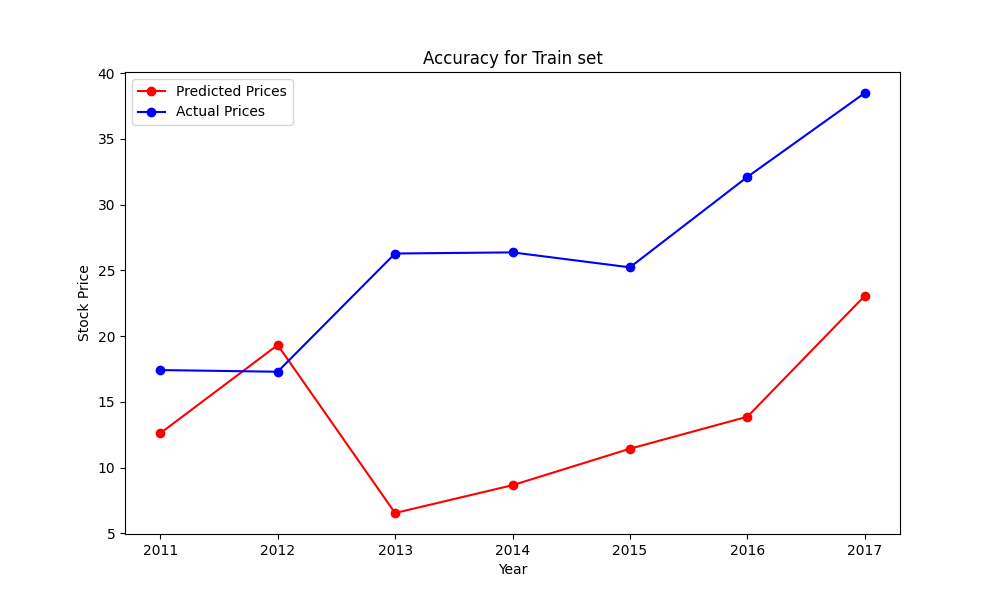 Accuracy for Train set
Predicted Prices
Actual Prices
40
35
30
25
20
15
10
5
Stock Price
2011 2012 2013 2014 2015 2016 2017
Year